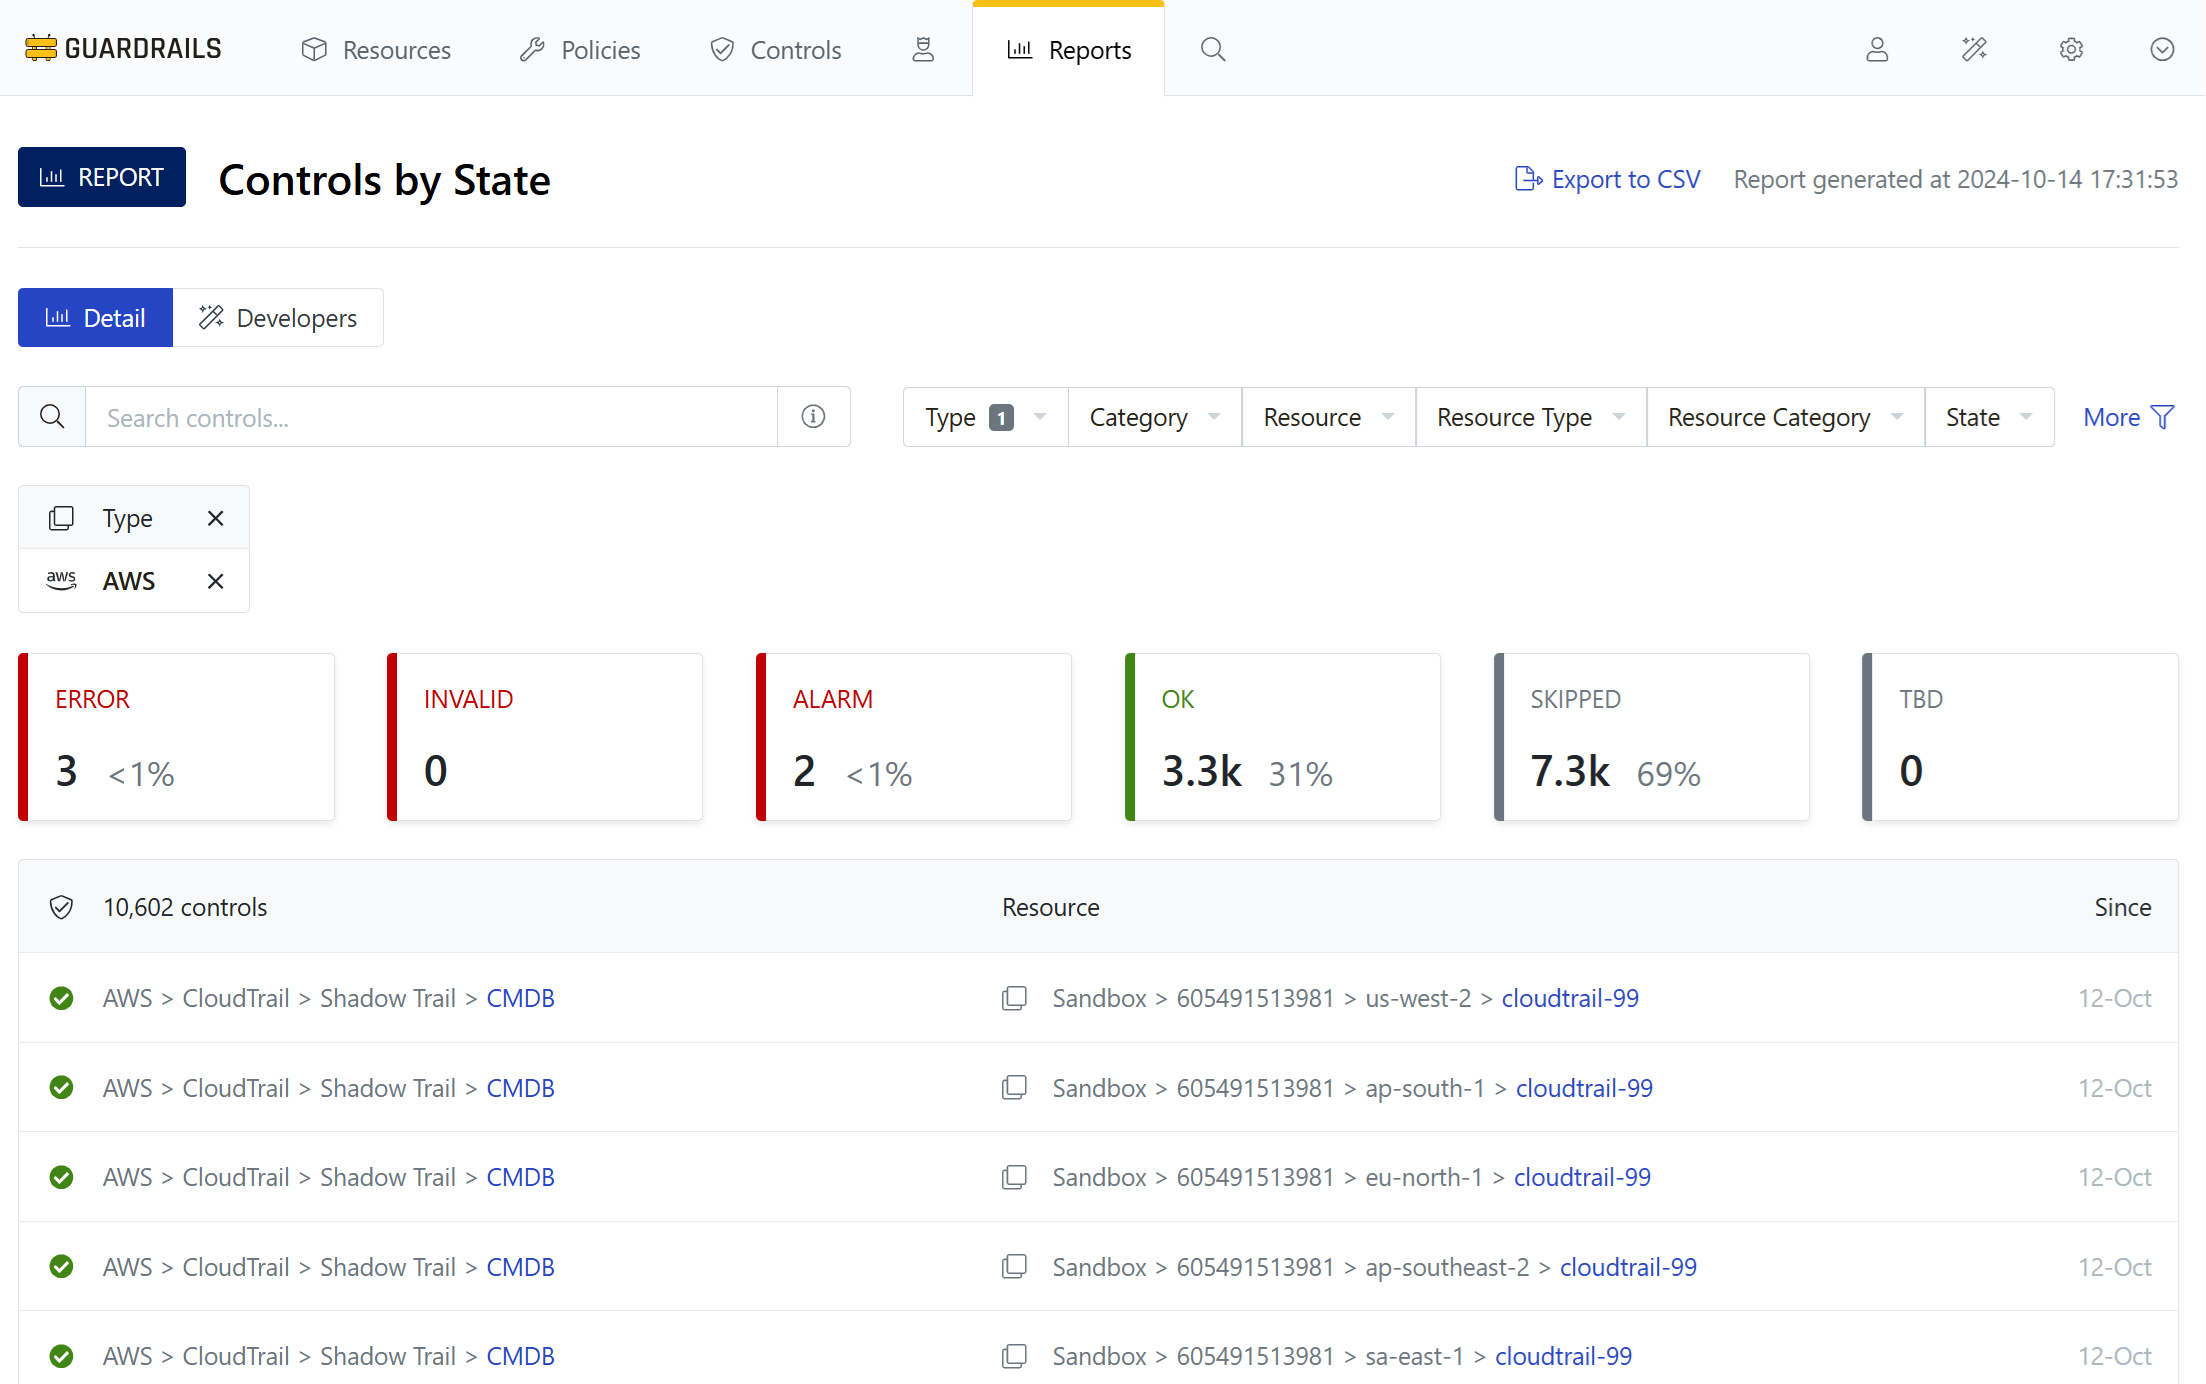 GUARDRAILS Resources Policies Controls Reports
REPORT Controls by State Export to CSV Report generated at 2024-10-14 17:31:53
Detail Developers
Search controls... Type 1 Category Resource Resource Type Resource Category State More
Type
aws AWS
ERROR INVALID ALARM OK SKIPPED TBD
3 <1% 0 2 <1% 3.3k 31% 7.3k 69% 0
10,602 controls Resource Since
AWS > CloudTrail > Shadow Trail > CMDB Sandbox > 605491513981 > us-west-2 > cloudtrail-99 12-Oct
AWS > CloudTrail > Shadow Trail > CMDB Sandbox > 605491513981 > ap-south-1 > cloudtrail-99 12-Oct
AWS > CloudTrail > Shadow Trail > CMDB Sandbox > 605491513981 > eu-north-1 > cloudtrail-99 12-Oct
AWS > CloudTrail > Shadow Trail > CMDB Sandbox > 605491513981 > ap-southeast-2 > cloudtrail-99 12-Oct
AWS > CloudTrail > Shadow Trail > CMDB Sandbox > 605491513981 > sa-east-1 > cloudtrail-99 12-Oct